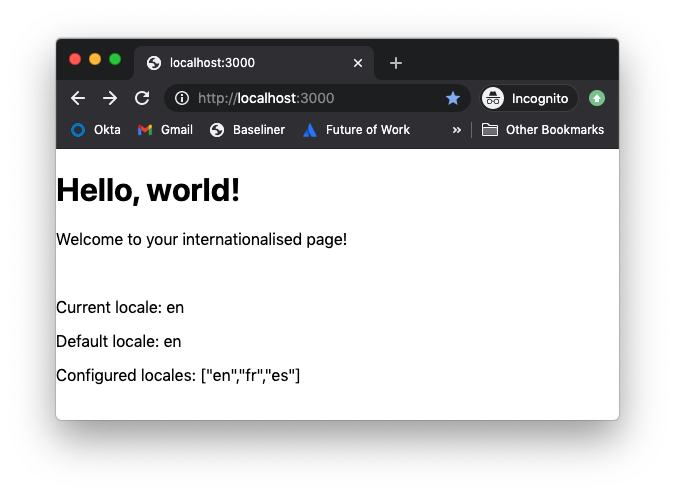 localhost:3000
http://localhost:3000
Incognito
Okta Gmail Baseliner Future of Work » Other Bookmarks
Hello, world!
Welcome to your internationalised page!
Current locale: en
Default locale: en
Configured locales: ["en","fr","es"]